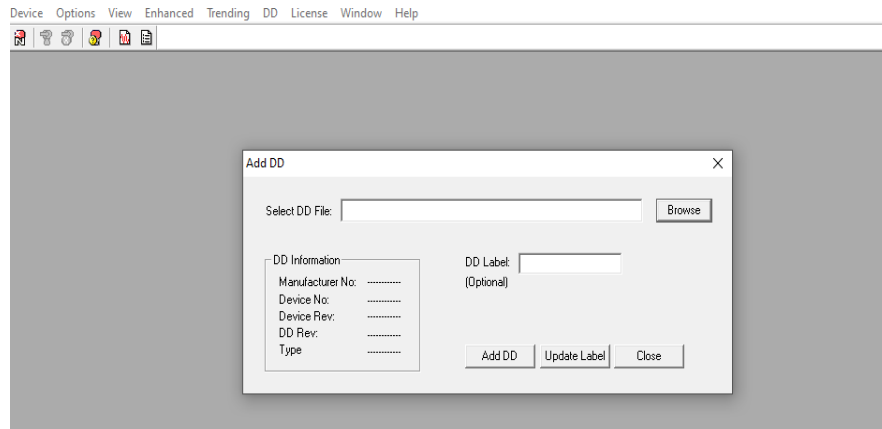 Device Options View Enhanced Trending DD License Window Help
Add DD
Select DD File: Browse
DD Information
Manufacturer No: -----------
Device No: -----------
Device Rev: -----------
DD Rev: -----------
Type -----------
DD Label:
(Optional)
Add DD Update Label Close